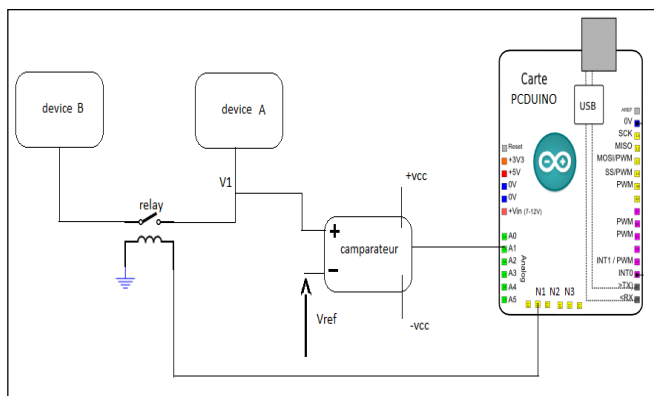 device B
device A
V1
relay
+vcc
+
camparateur
-
Vref
-vcc
Carte
PCDUINO
USB
Reset
+3V3
+5V
0V
0V
+Vin (7-12V)
A0
A1
A2
A3
A4
A5
Analog
N1 N2 N3
AREF
0V
SCK
MISO
MOSI/PWM
SS/PWM
PWM
PWM
PWM
INT1 / PWM
INT0
>TX)
<RX